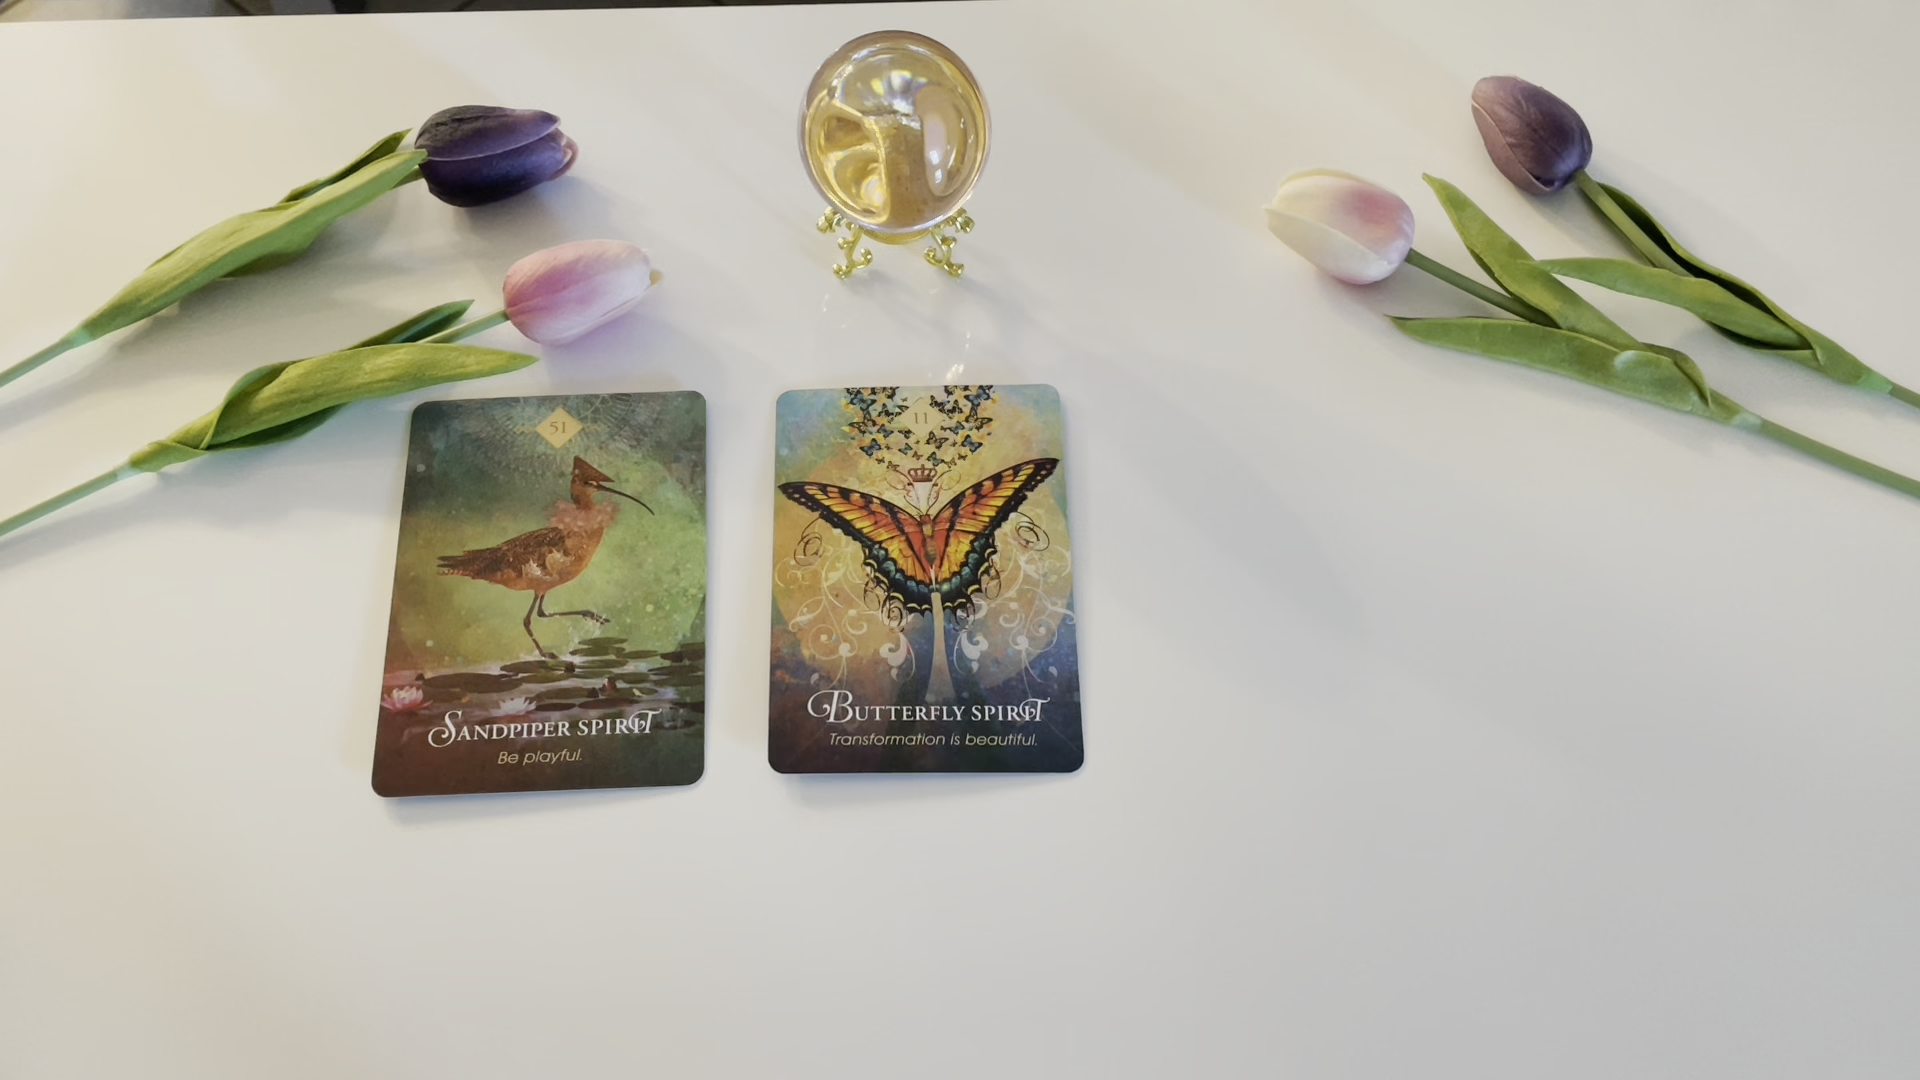 51
SANDPIPER SPIRIT
Be playful.
11
BUTTERFLY SPIRIT
Transformation is beautiful.